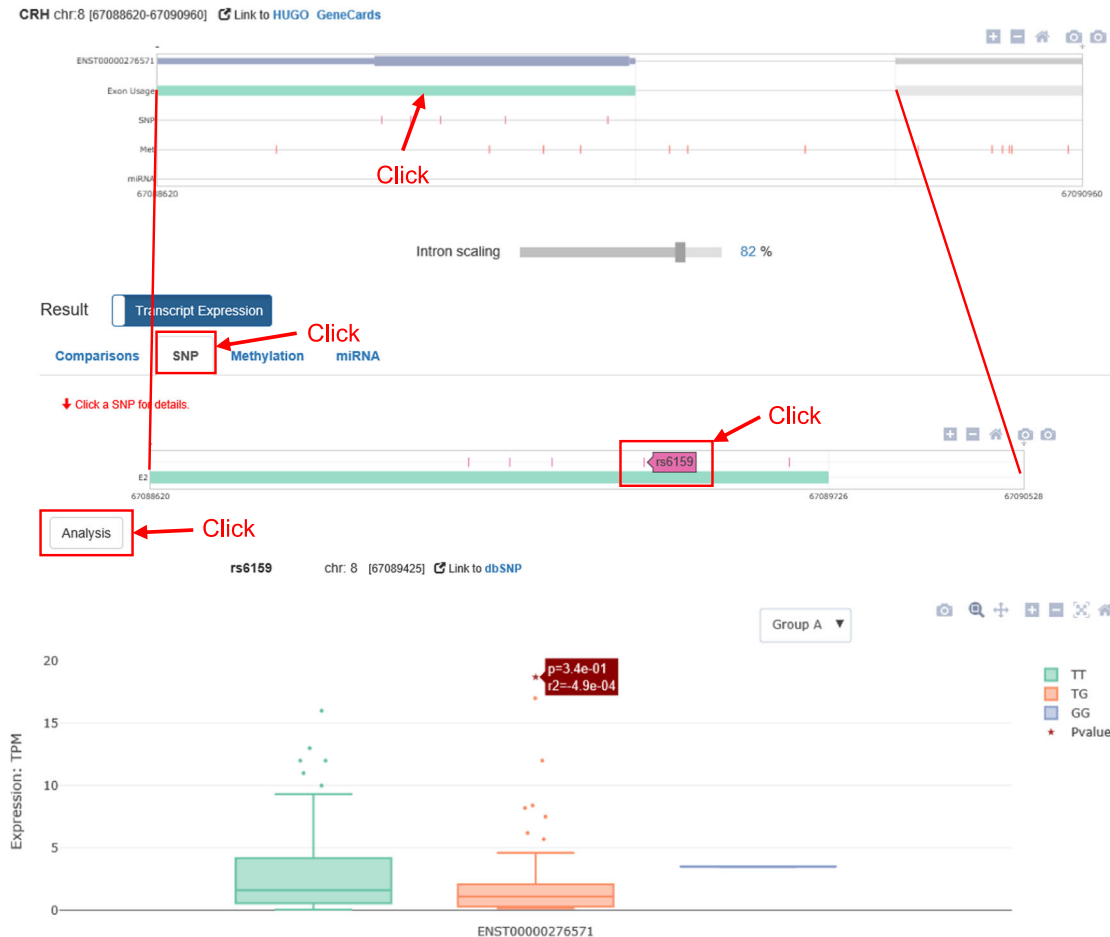 CRH chr:8 [67088620-67090960] Link to HUGO GeneCards
-
ENST00000276571
Exon Usage
SNP
Met
miRNA
67088620 67090960
Click
Intron scaling 82 %
Result Transcript Expression
Click
Comparisons SNP Methylation miRNA
Click a SNP for details.
Click
rs6159
E2
67088620 67089726 67090528
Analysis Click
rs6159 chr: 8 [67089425] Link to dbSNP
Group A ▼
p=3.4e-01
r2=-4.9e-04
TT
TG
GG
Pvalue
Expression: TPM
20
15
10
5
0
ENST00000276571